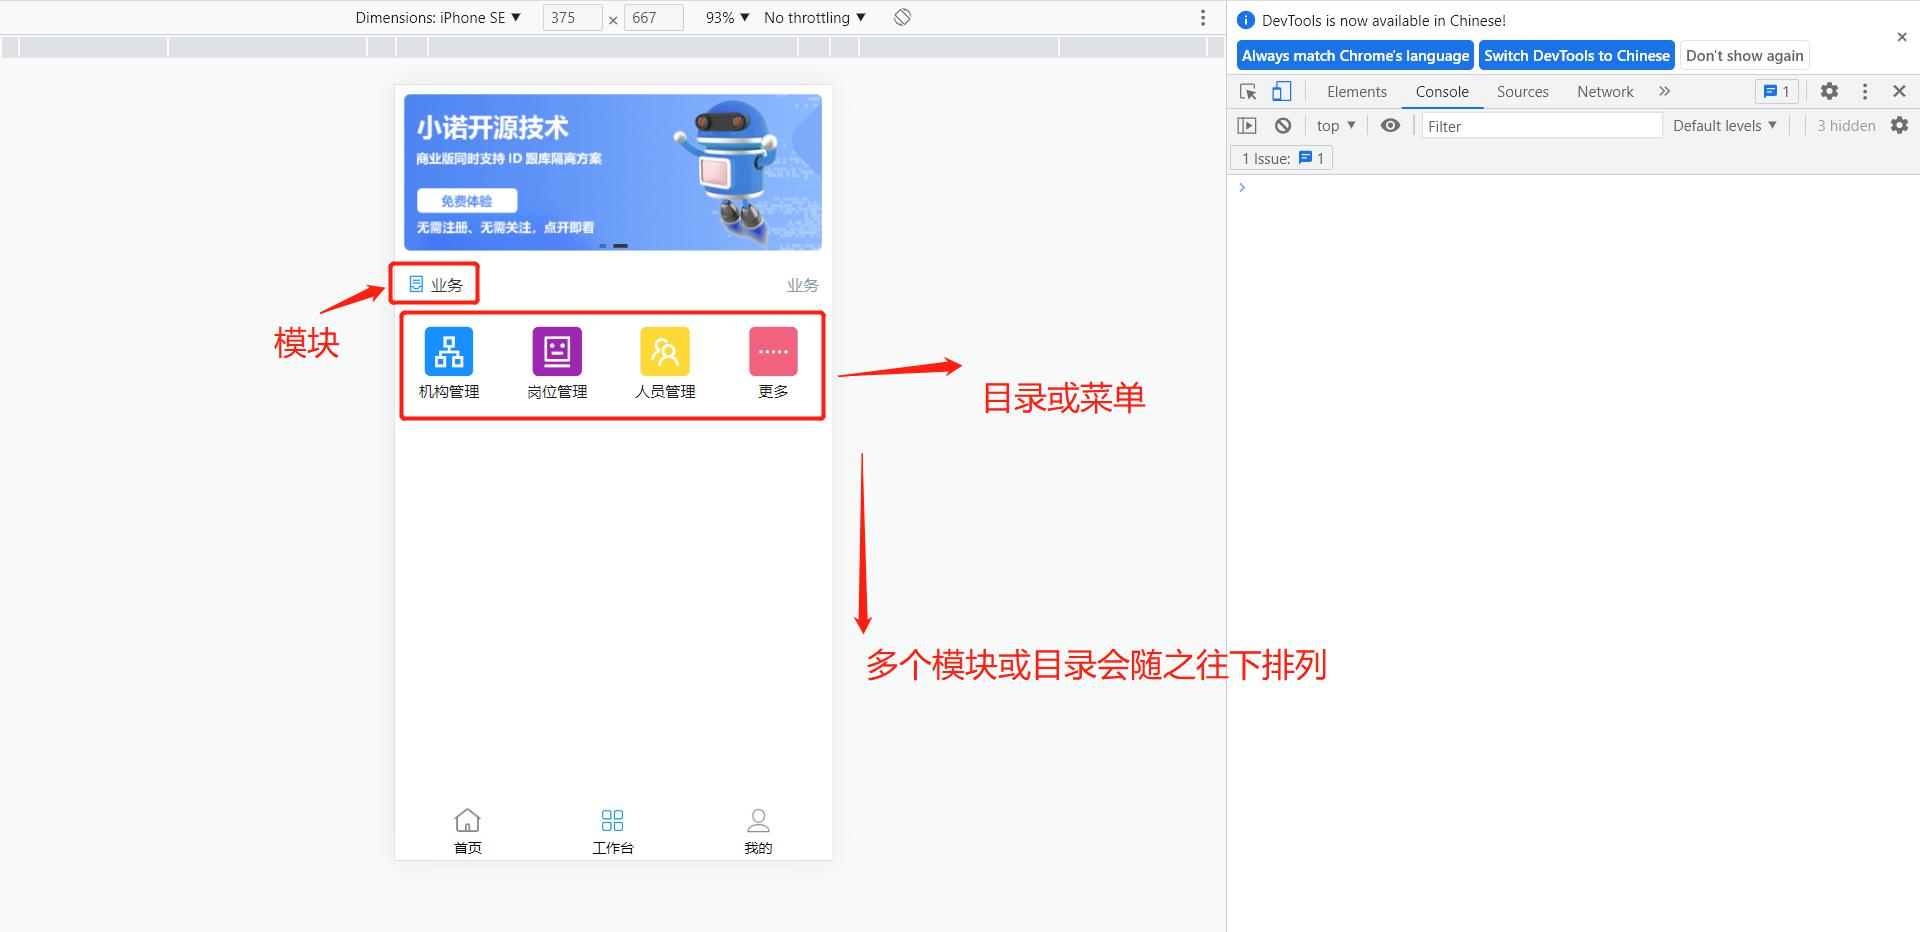 Dimensions: iPhone SE ▼ 375 × 667 93% ▼ No throttling ▼
DevTools is now available in Chinese!
Always match Chrome's language Switch DevTools to Chinese Don't show again
Elements Console Sources Network » 1
top ▼ Filter Default levels ▼ 3 hidden
1 Issue: 1
小诺开源技术
商业版同时支持 ID 跟库隔离方案
免费体验
无需注册、无需关注，点开即看
业务 业务
模块
机构管理 岗位管理 人员管理 更多
目录或菜单
多个模块或目录会随之往下排列
首页 工作台 我的